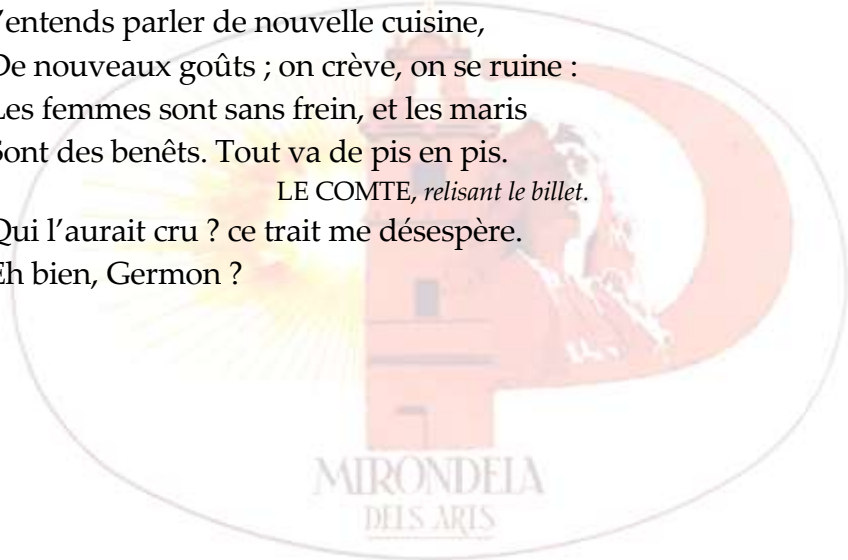 'entends parler de nouvelle cuisine,
De nouveaux goûts ; on crève, on se ruine :
Les femmes sont sans frein, et les maris
Sont des benêts. Tout va de pis en pis.
LE COMTE, relisant le billet.
Qui l'aurait cru ? ce trait me désespère.
Eh bien, Germon ?
MIRONDELA
DELS ARTS